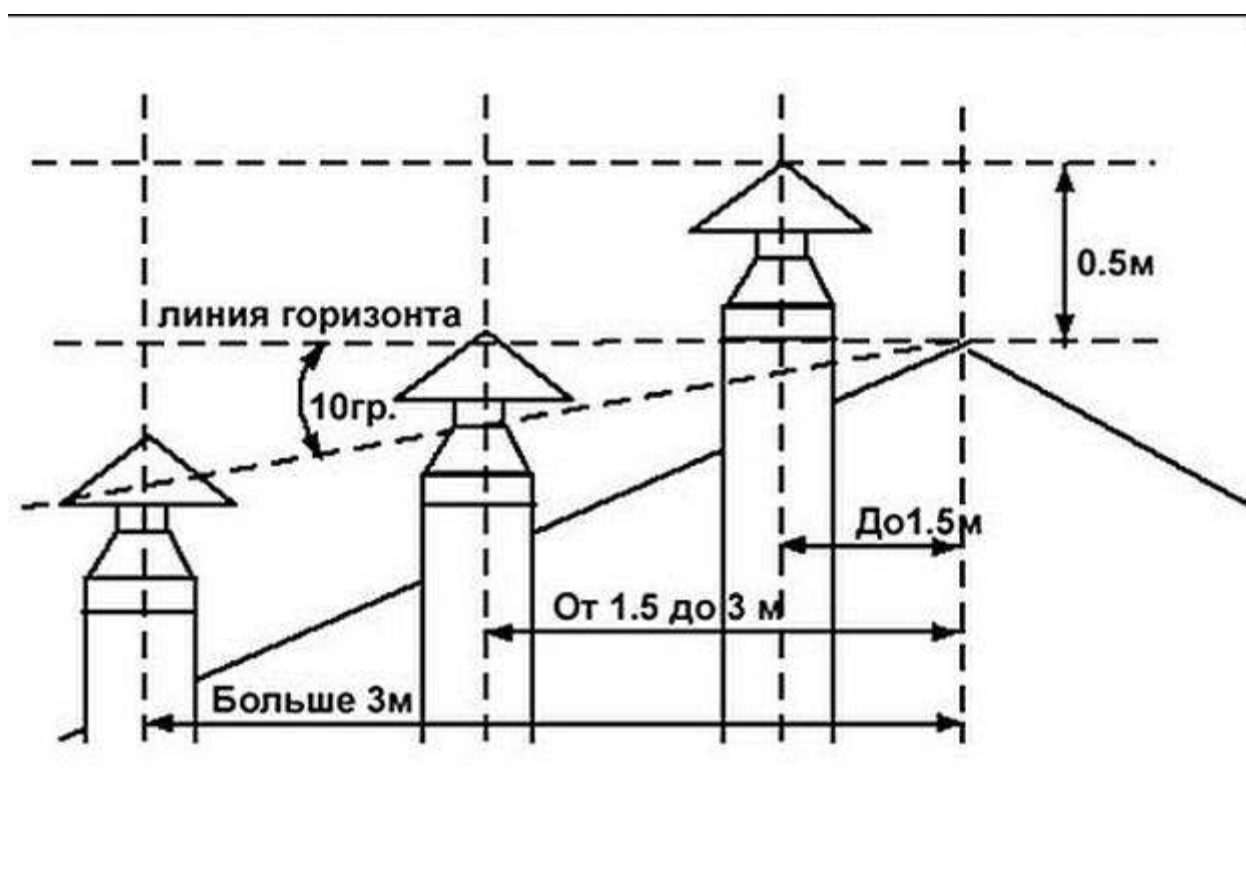 0.5м
линия горизонта
10гр.
До1.5м
От 1.5 до 3 м
Больше 3м